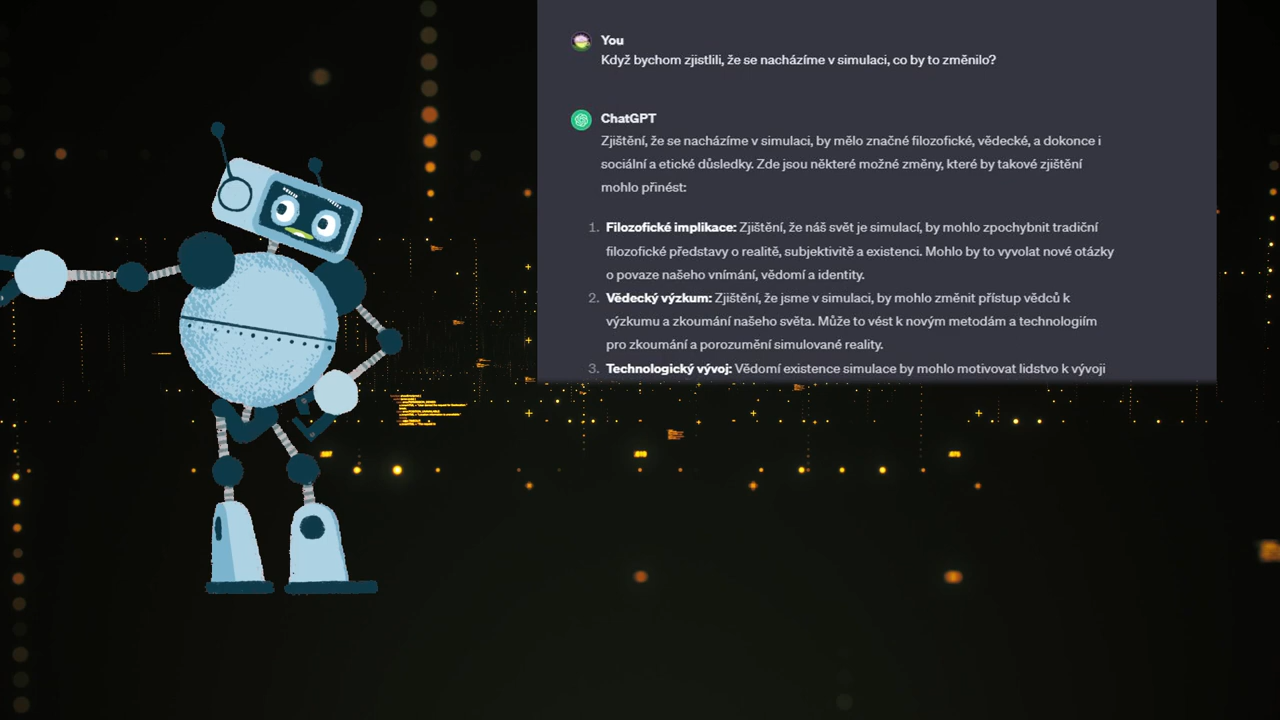 You
Když bychom zjistlili, že se nacházíme v simulaci, co by to změnilo?
ChatGPT
Zjištění, že se nacházíme v simulaci, by mělo značné filozofické, vědecké, a dokonce i
sociální a etické důsledky. Zde jsou některé možné změny, které by takové zjištění
mohlo přinést:
1. Filozofické implikace: Zjištění, že náš svět je simulací, by mohlo zpochybnit tradiční
filozofické představy o realitě, subjektivitě a existenci. Mohlo by to vyvolat nové otázky
o povaze našeho vnímání, vědomí a identity.
2. Vědecký výzkum: Zjištění, že jsme v simulaci, by mohlo změnit přístup vědců k
výzkumu a zkoumání našeho světa. Může to vést k novým metodám a technologiím
pro zkoumání a porozumění simulované reality.
3. Technologický vývoj: Vědomí existence simulace by mohlo motivovat lidstvo k vývoji